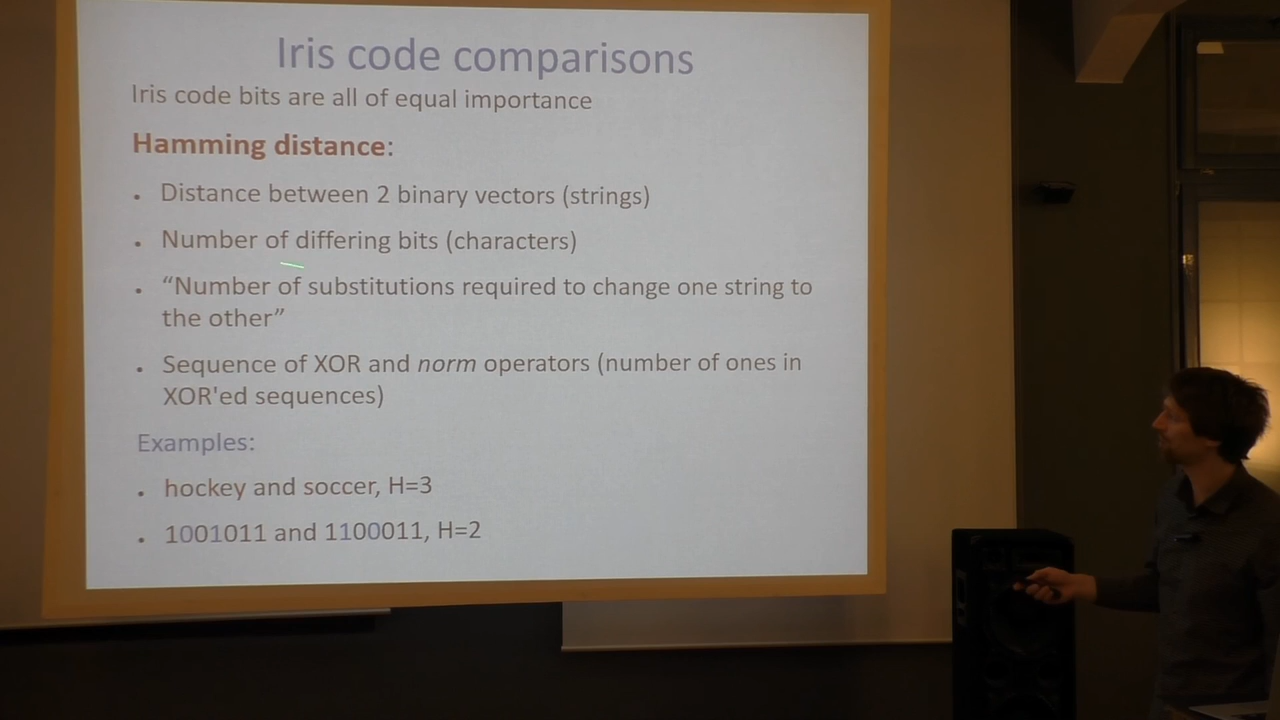 Iris code comparisons
Iris code bits are all of equal importance
Hamming distance:
• Distance between 2 binary vectors (strings)
• Number of differing bits (characters)
• “Number of substitutions required to change one string to
the other”
• Sequence of XOR and norm operators (number of ones in
XOR'ed sequences)
Examples:
• hockey and soccer, H=3
• 1001011 and 1100011, H=2